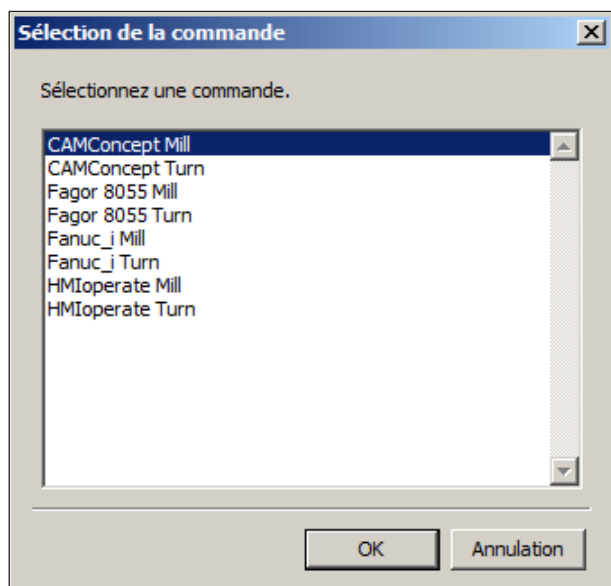 Sélection de la commande
Sélectionnez une commande.
CAMConcept Mill
CAMConcept Turn
Fagor 8055 Mill
Fagor 8055 Turn
Fanuc_i Mill
Fanuc_i Turn
HMIoperate Mill
HMIoperate Turn
OK
Annulation